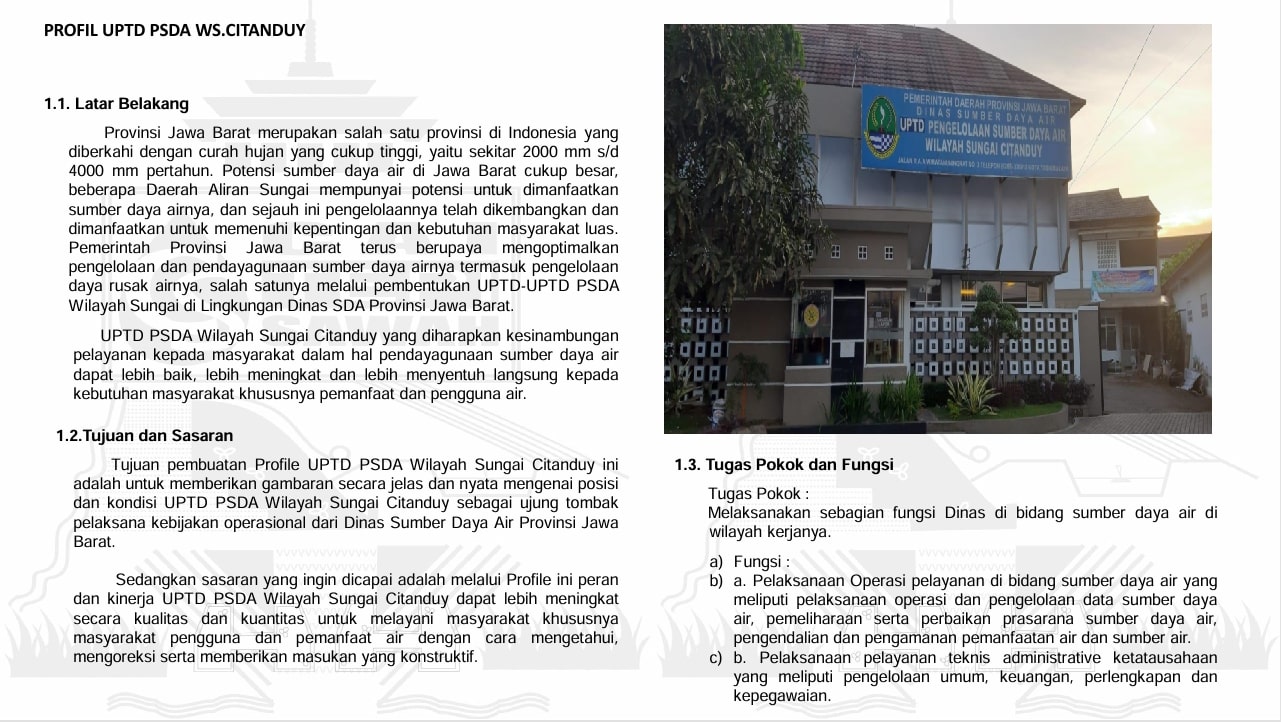 PROFIL UPTD PSDA WS.CITANDUY
1.1. Latar Belakang
Provinsi Jawa Barat merupakan salah satu provinsi di Indonesia yang
diberkahi dengan curah hujan yang cukup tinggi, yaitu sekitar 2000 mm s/d
4000 mm pertahun. Potensi sumber daya air di Jawa Barat cukup besar,
beberapa Daerah Aliran Sungai mempunyai potensi untuk dimanfaatkan
sumber daya airnya, dan sejauh ini pengelolaannya telah dikembangkan dan
dimanfaatkan untuk memenuhi kepentingan dan kebutuhan masyarakat luas.
Pemerintah Provinsi Jawa Barat terus berupaya mengoptimalkan
pengelolaan dan pendayagunaan sumber daya airnya termasuk pengelolaan
daya rusak airnya, salah satunya melalui pembentukan UPTD-UPTD PSDA
Wilayah Sungai di Lingkungan Dinas SDA Provinsi Jawa Barat.
UPTD PSDA Wilayah Sungai Citanduy yang diharapkan kesinambungan
pelayanan kepada masyarakat dalam hal pendayagunaan sumber daya air
dapat lebih baik, lebih meningkat dan lebih menyentuh langsung kepada
kebutuhan masyarakat khususnya pemanfaat dan pengguna air.
1.2.Tujuan dan Sasaran
Tujuan pembuatan Profile UPTD PSDA Wilayah Sungai Citanduy ini
adalah untuk memberikan gambaran secara jelas dan nyata mengenai posisi
dan kondisi UPTD PSDA Wilayah Sungai Citanduy sebagai ujung tombak
pelaksana kebijakan operasional dari Dinas Sumber Daya Air Provinsi Jawa
Barat.
Sedangkan sasaran yang ingin dicapai adalah melalui Profile ini peran
dan kinerja UPTD PSDA Wilayah Sungai Citanduy dapat lebih meningkat
secara kualitas dan kuantitas untuk melayani masyarakat khususnya
masyarakat pengguna dan pemanfaat air dengan cara mengetahui,
mengoreksi serta memberikan masukan yang konstruktif.
PEMERINTAH DAERAH PROVINSI JAWA BARAT
DINAS SUMBER DAYA AIR
UPTD PENGELOLAAN SUMBER DAYA AIR
WILAYAH SUNGAI CITANDUY
1.3. Tugas Pokok dan Fungsi
Tugas Pokok :
Melaksanakan sebagian fungsi Dinas di bidang sumber daya air di
wilayah kerjanya.
a) Fungsi :
b) a. Pelaksanaan Operasi pelayanan di bidang sumber daya air yang
meliputi pelaksanaan operasi dan pengelolaan data sumber daya
air, pemeliharaan serta perbaikan prasarana sumber daya air,
pengendalian dan pengamanan pemanfaatan air dan sumber air.
c) b. Pelaksanaan pelayanan teknis administrative ketatausahaan
yang meliputi pengelolaan umum, keuangan, perlengkapan dan
kepegawaian.